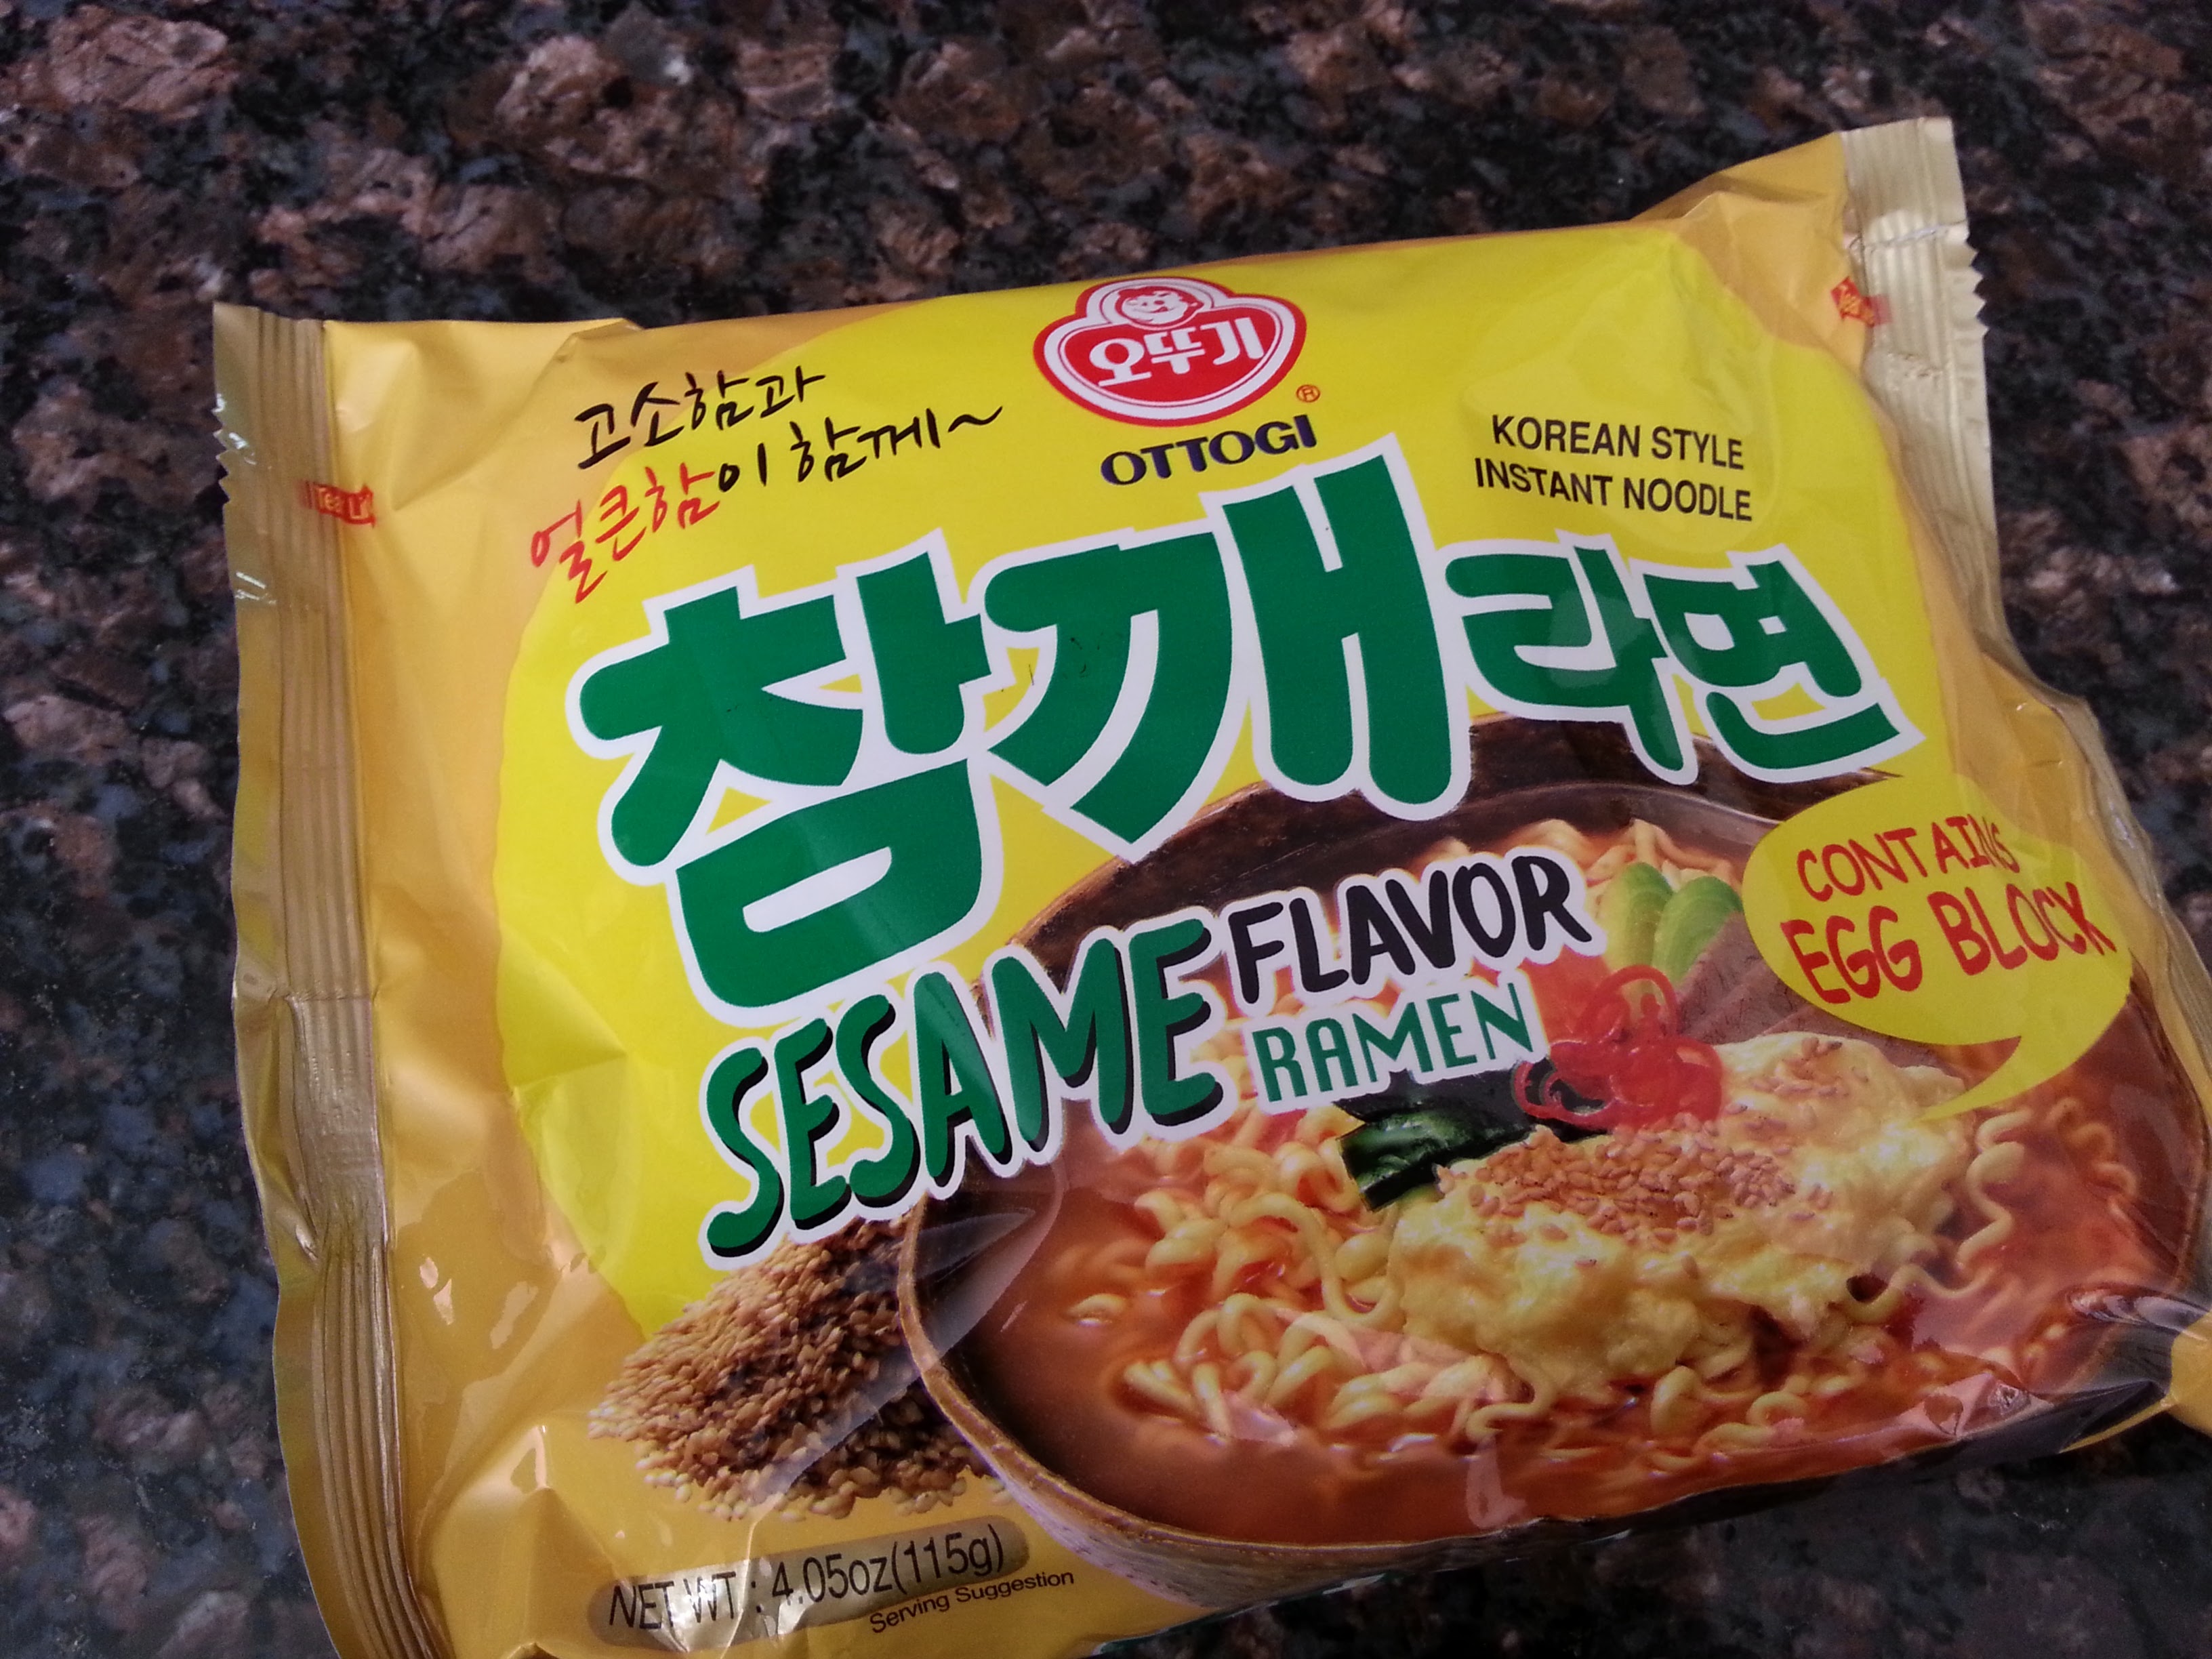 오뚜기
OTTOGI
고소함과
얼큰함이 함께~
KOREAN STYLE
INSTANT NOODLE
참깨라면
SESAME FLAVOR
RAMEN
CONTAINS
EGG BLOCK
NET WT : 4.05oz(115g)
Serving Suggestion